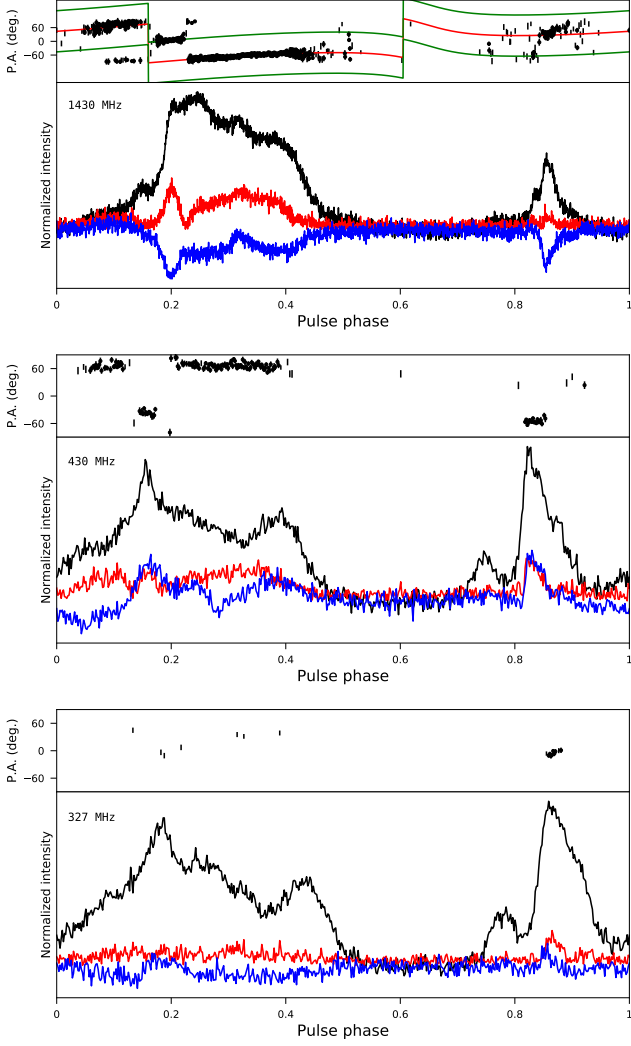 P.A. (deg.)
60
0
−60
1430 MHz
Normalized intensity
0
0.2
0.4
0.6
0.8
1
Pulse phase
P.A. (deg.)
60
0
−60
430 MHz
Normalized intensity
0
0.2
0.4
0.6
0.8
1
Pulse phase
P.A. (deg.)
60
0
−60
327 MHz
Normalized intensity
0
0.2
0.4
0.6
0.8
1
Pulse phase